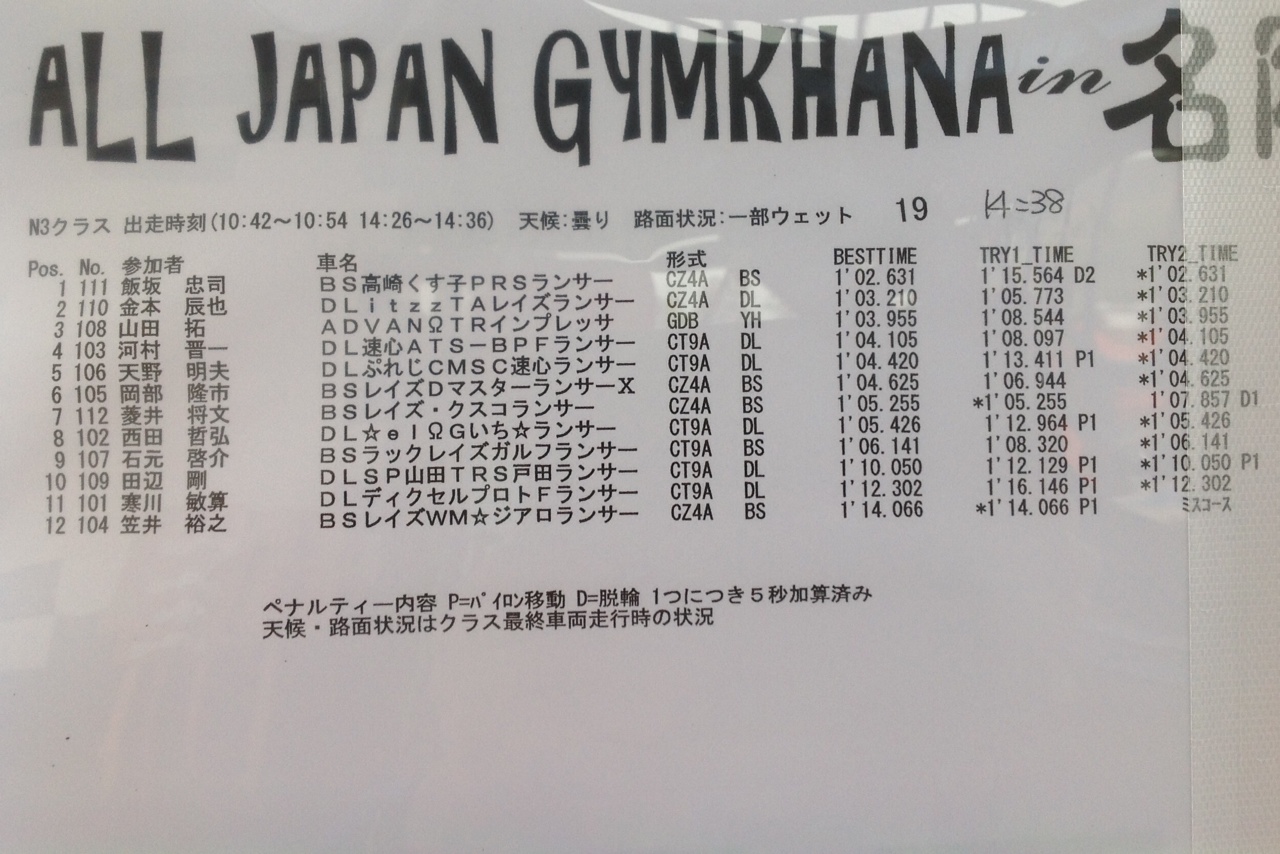 ALL JAPAN GYMKHANA in 名
N3クラス 出走時刻(10:42～10:54 14:26～14:36) 天候:曇り 路面状況:一部ウェット 19 14:38
Pos. No. 参加者 車名 形式 BESTTIME TRY1_TIME TRY2_TIME
1 111 飯坂 忠司 ＢＳ高崎くす子ＰＲＳランサー CZ4A BS 1'02.631 1'15.564 D2 *1'02.631
2 110 金本 辰也 ＤＬｉｔｚｚＴＡレイズランサー CZ4A DL 1'03.210 1'05.773 *1'03.210
3 108 山田 拓 ＡＤＶＡＮΩＴＲインプレッサ GDB YH 1'03.955 1'08.544 *1'03.955
4 103 河村 晋一 ＤＬ速心ＡＴＳ－ＢＰＦランサー CT9A DL 1'04.105 1'08.097 *1'04.105
5 106 天野 明夫 ＤＬぷれじＣＭＳＣ速心ランサー CT9A DL 1'04.420 1'13.411 P1 *1'04.420
6 105 岡部 隆市 ＢＳレイズＤマスターランサーX CZ4A BS 1'04.625 1'06.944 *1'04.625
7 112 菱井 将文 ＢＳレイズ・クスコランサー CZ4A BS 1'05.255 *1'05.255 1'07.857 D1
8 102 西田 哲弘 ＤＬ☆ｅｌΩＧいち☆ランサー CT9A DL 1'05.426 1'12.964 P1 *1'05.426
9 107 石元 啓介 ＢＳラックレイズガルフランサー CT9A BS 1'06.141 1'08.320 *1'06.141
10 109 田辺 剛 ＤＬＳＰ山田ＴＲＳ戸田ランサー CT9A DL 1'10.050 1'12.129 P1 *1'10.050 P1
11 101 寒川 敏算 ＤＬディクセルプロトＦランサー CT9A DL 1'12.302 1'16.146 P1 *1'12.302
12 104 笠井 裕之 ＢＳレイズWM☆ジアロランサー CZ4A BS 1'14.066 *1'14.066 P1 ﾐｽｺｰｽ
ペナルティー内容 P=ﾊﾟｲﾛﾝ移動 D=脱輪 1つにつき５秒加算済み
天候・路面状況はクラス最終車両走行時の状況